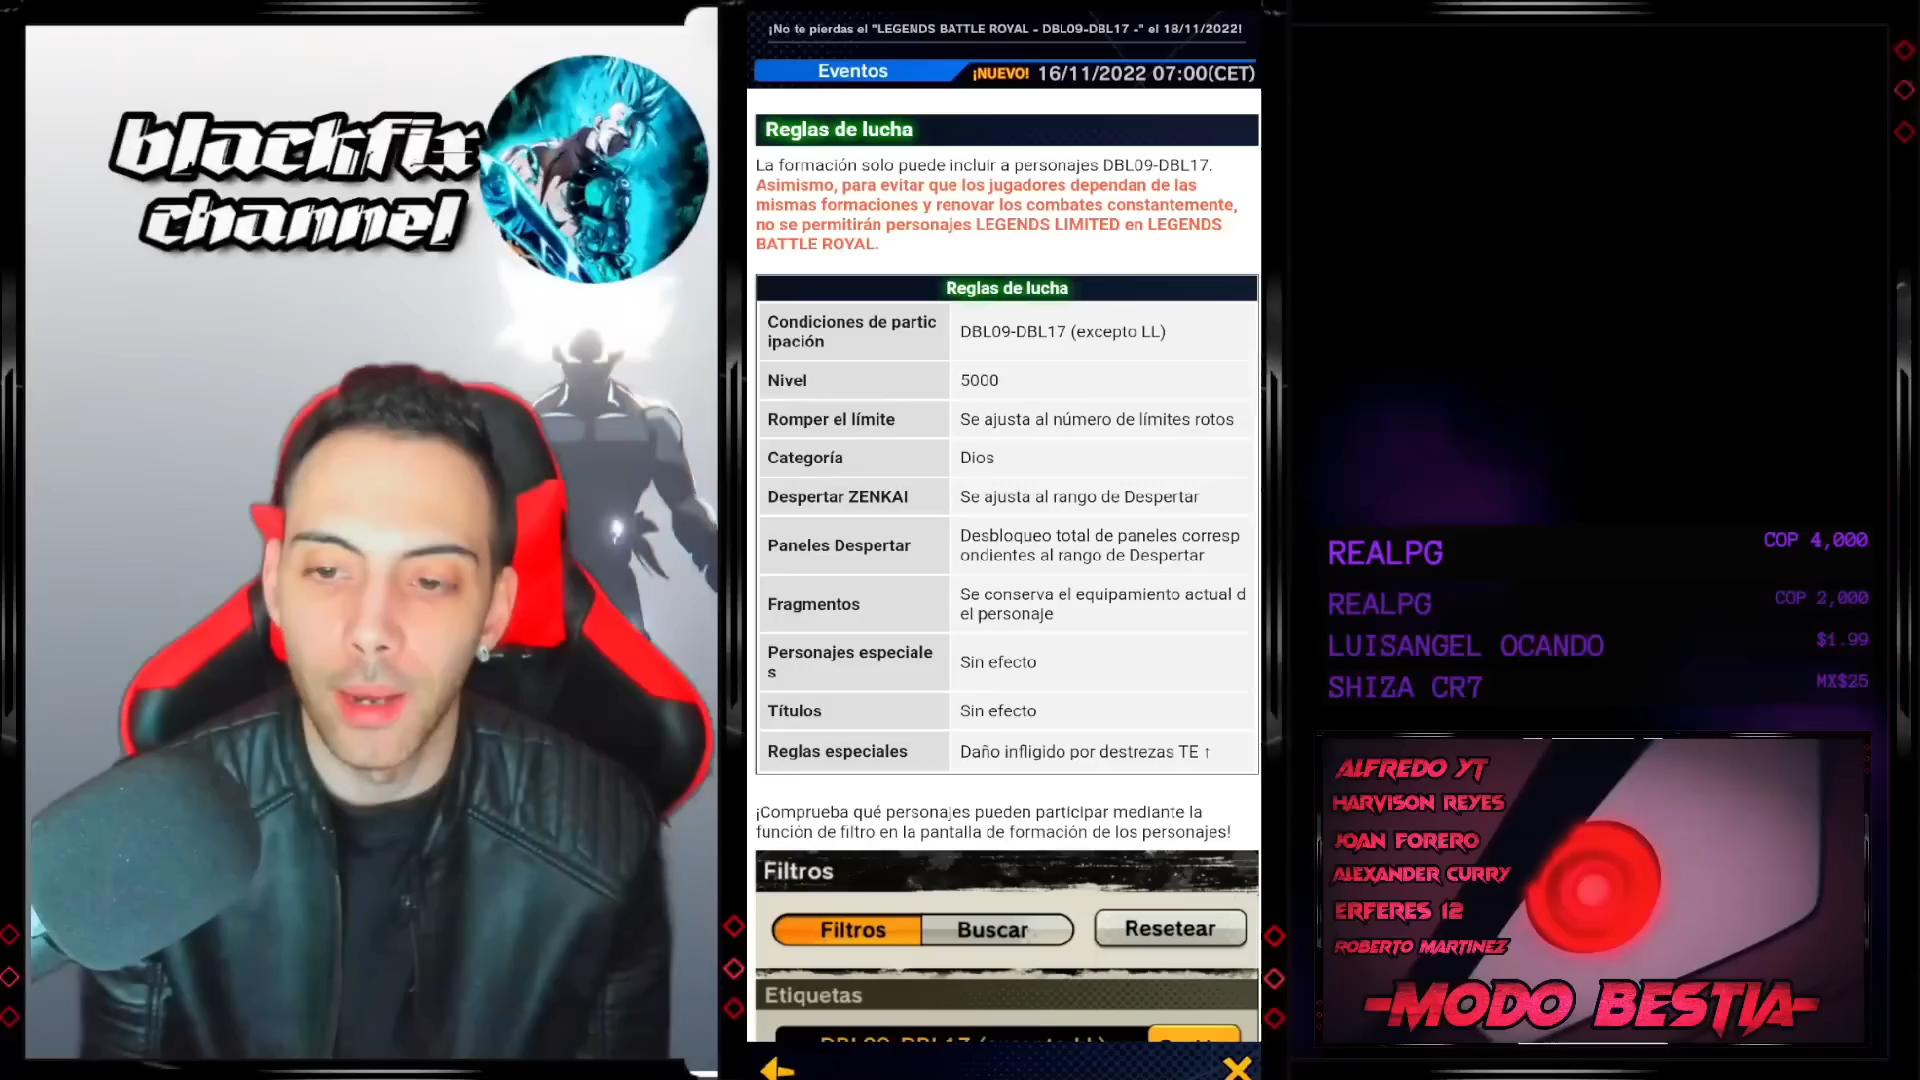 blackfix
channel
¡No te pierdas el "LEGENDS BATTLE ROYAL - DBL09-DBL17 -" el 18/11/2022!
Eventos
¡NUEVO! 16/11/2022 07:00(CET)
Reglas de lucha
La formación solo puede incluir a personajes DBL09-DBL17.
Asimismo, para evitar que los jugadores dependan de las
mismas formaciones y renovar los combates constantemente,
no se permitirán personajes LEGENDS LIMITED en LEGENDS
BATTLE ROYAL.
Reglas de lucha
Condiciones de partic
ipación
DBL09-DBL17 (excepto LL)
Nivel
5000
Romper el límite
Se ajusta al número de límites rotos
Categoría
Dios
Despertar ZENKAI
Se ajusta al rango de Despertar
Paneles Despertar
Desbloqueo total de paneles corresp
ondientes al rango de Despertar
Fragmentos
Se conserva el equipamiento actual d
el personaje
Personajes especiale
s
Sin efecto
Títulos
Sin efecto
Reglas especiales
Daño infligido por destrezas TE ↑
¡Comprueba qué personajes pueden participar mediante la
función de filtro en la pantalla de formación de los personajes!
Filtros
Filtros
Buscar
Resetear
Etiquetas
DBL09-DBL17 (excepto LL)
REALPG
COP 4,000
REALPG
COP 2,000
LUISANGEL OCANDO
$1.99
SHIZA CR7
MX$25
ALFREDO YT
HARVISON REYES
JOAN FORERO
ALEXANDER CURRY
ERFERES 12
ROBERTO MARTINEZ
-MODO BESTIA-